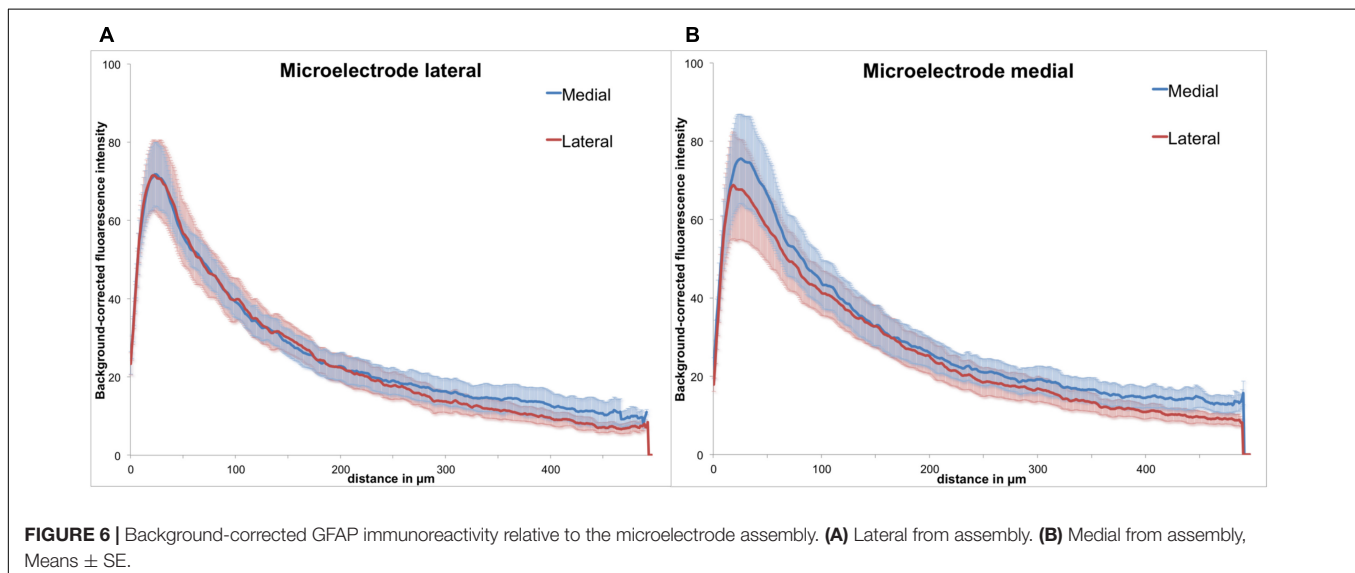 A
Microelectrode lateral
Medial
Lateral
Background-corrected fluoarescence intensity
100
80
60
40
20
0
0
100
200
300
400
distance in µm
B
Microelectrode medial
Medial
Lateral
Background-corrected fluoarescence intensity
100
80
60
40
20
0
0
100
200
300
400
distance in µm
FIGURE 6 | Background-corrected GFAP immunoreactivity relative to the microelectrode assembly. (A) Lateral from assembly. (B) Medial from assembly,
Means ± SE.